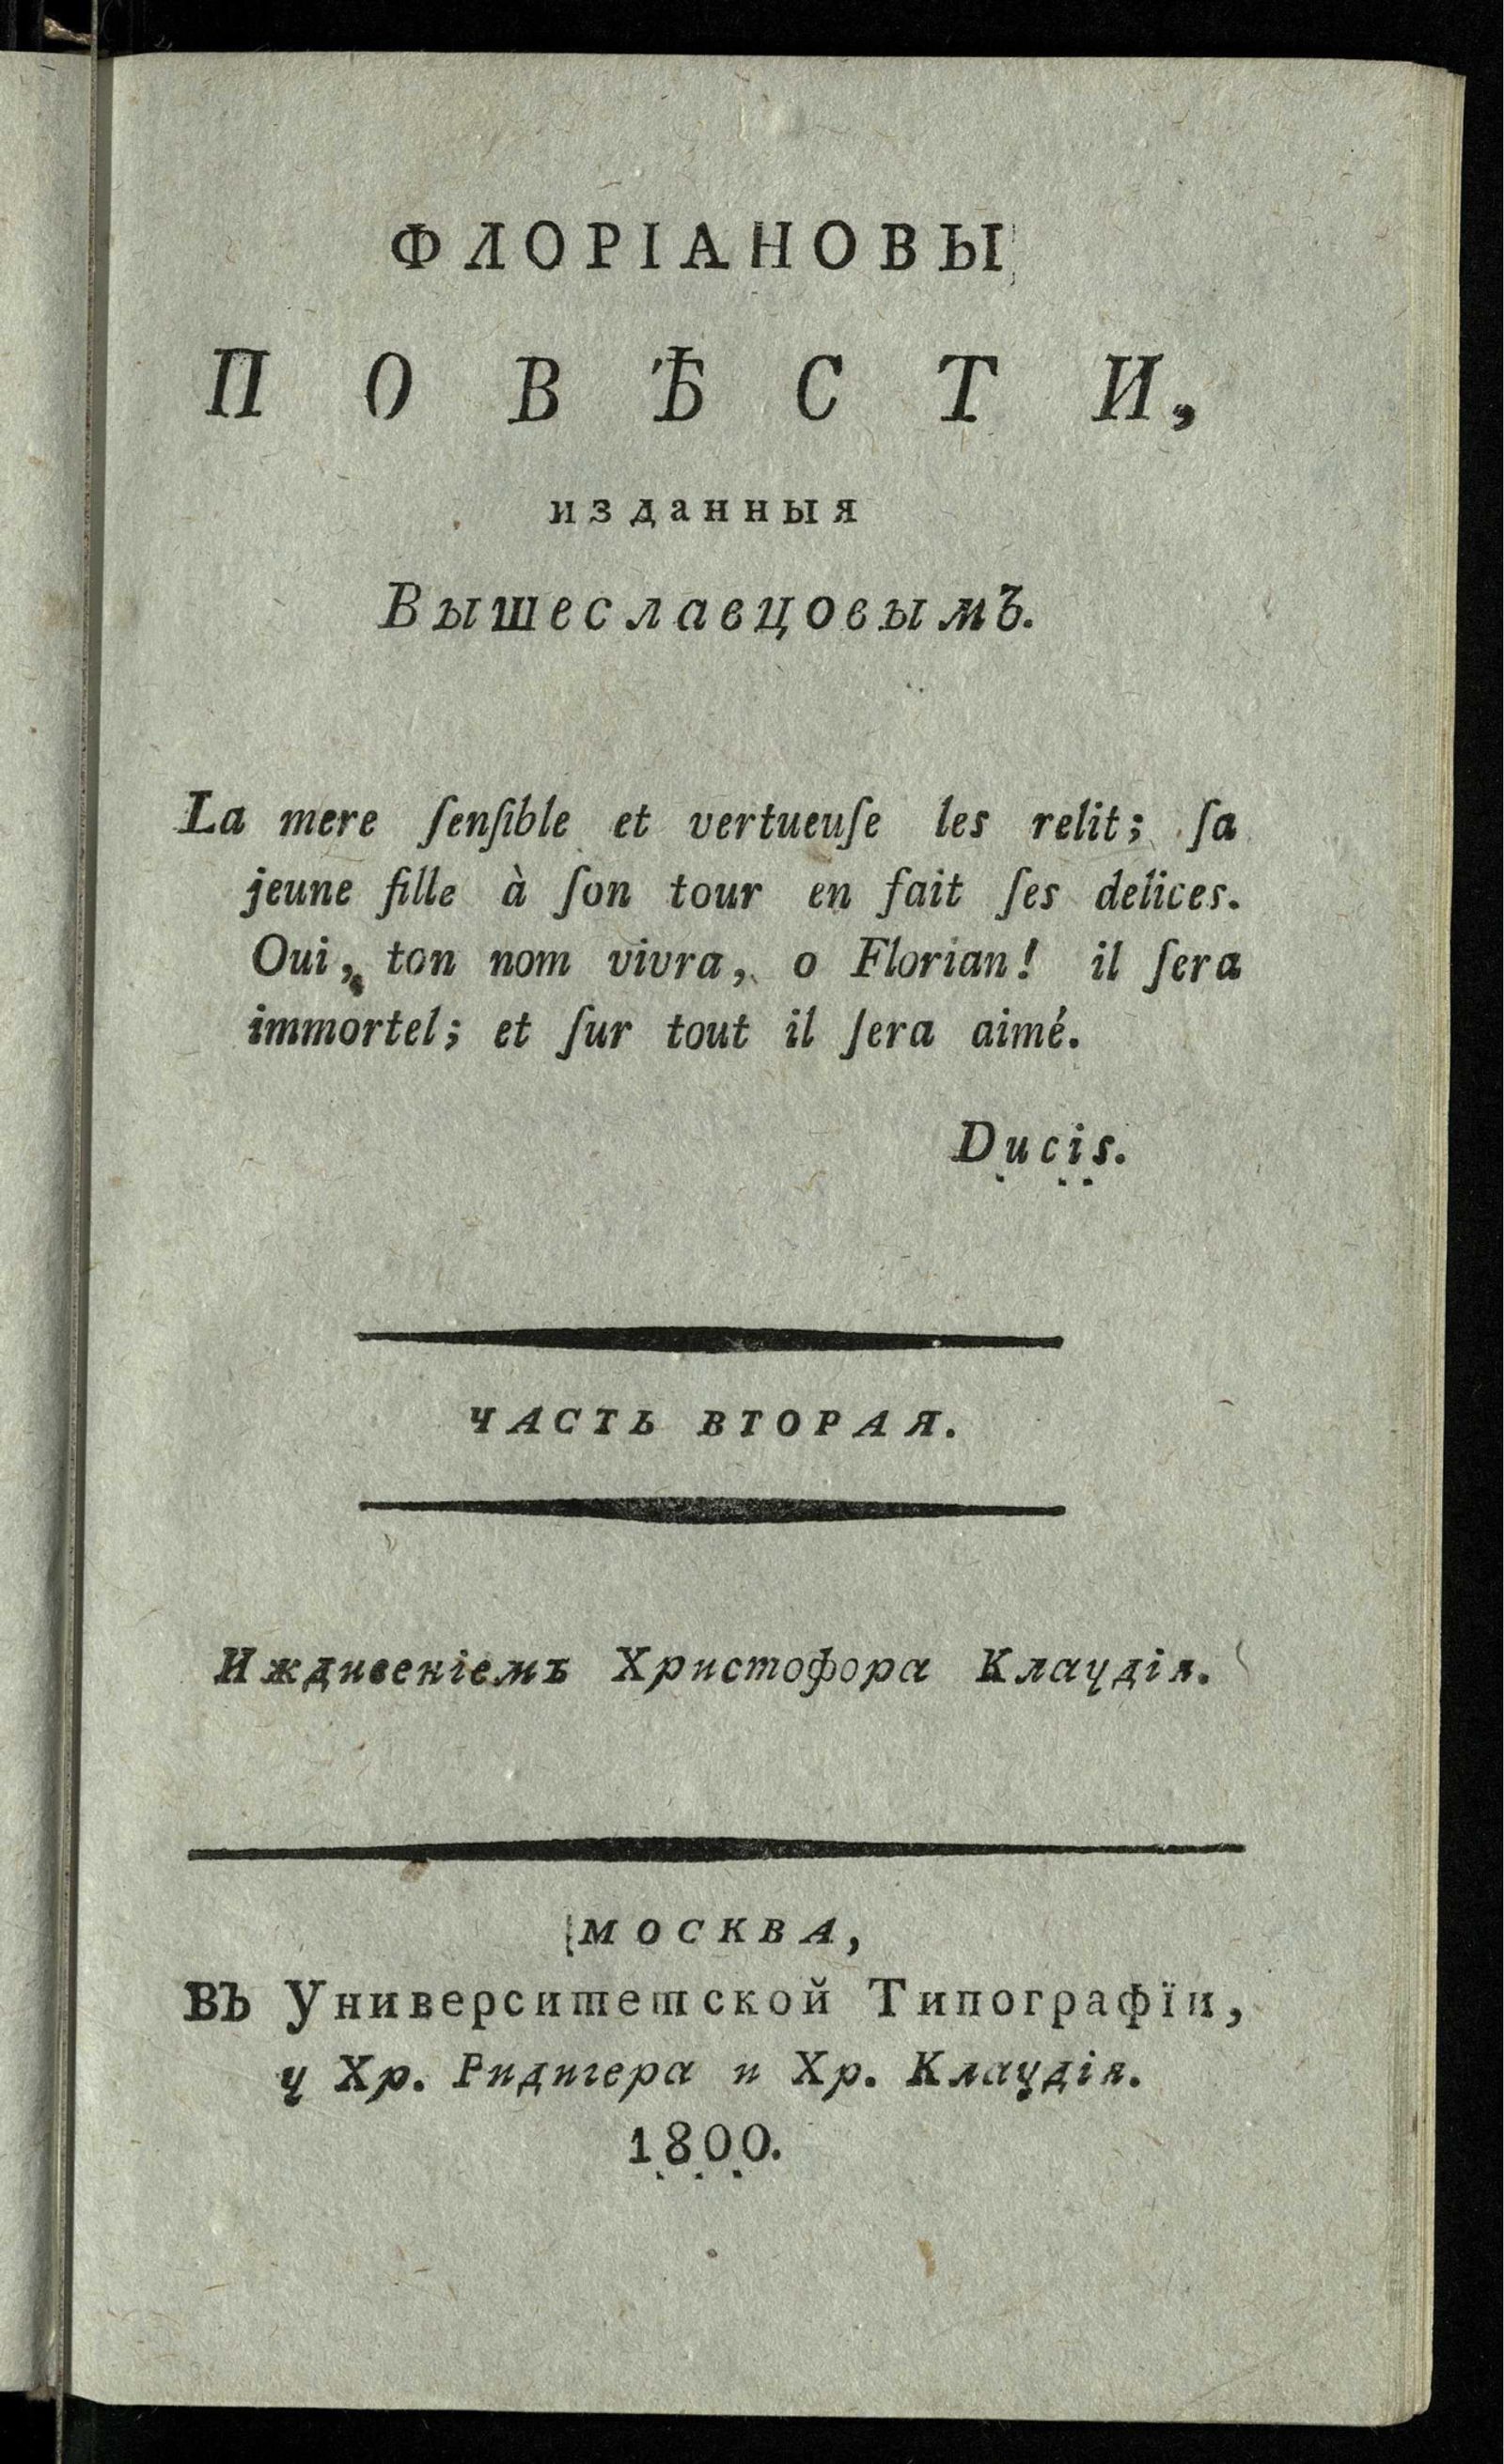 ФЛОРІАНОВЫ
ПОВѢСТИ,
изданныя
Вышеславцовымъ.
La mere ſenſible et vertueuſe les relit; ſa
jeune fille à ſon tour en fait ſes delices.
Oui, ton nom vivra, o Florian! il ſera
immortel; et ſur tout il ſera aimé.
Ducis.
ЧАСТЬ ВТОРАЯ.
Иждивеніемъ Христофора Клаудія.
МОСКВА,
Въ Университетской Типографїи,
у Хр. Ридигера и Хр. Клаудія.
1800.